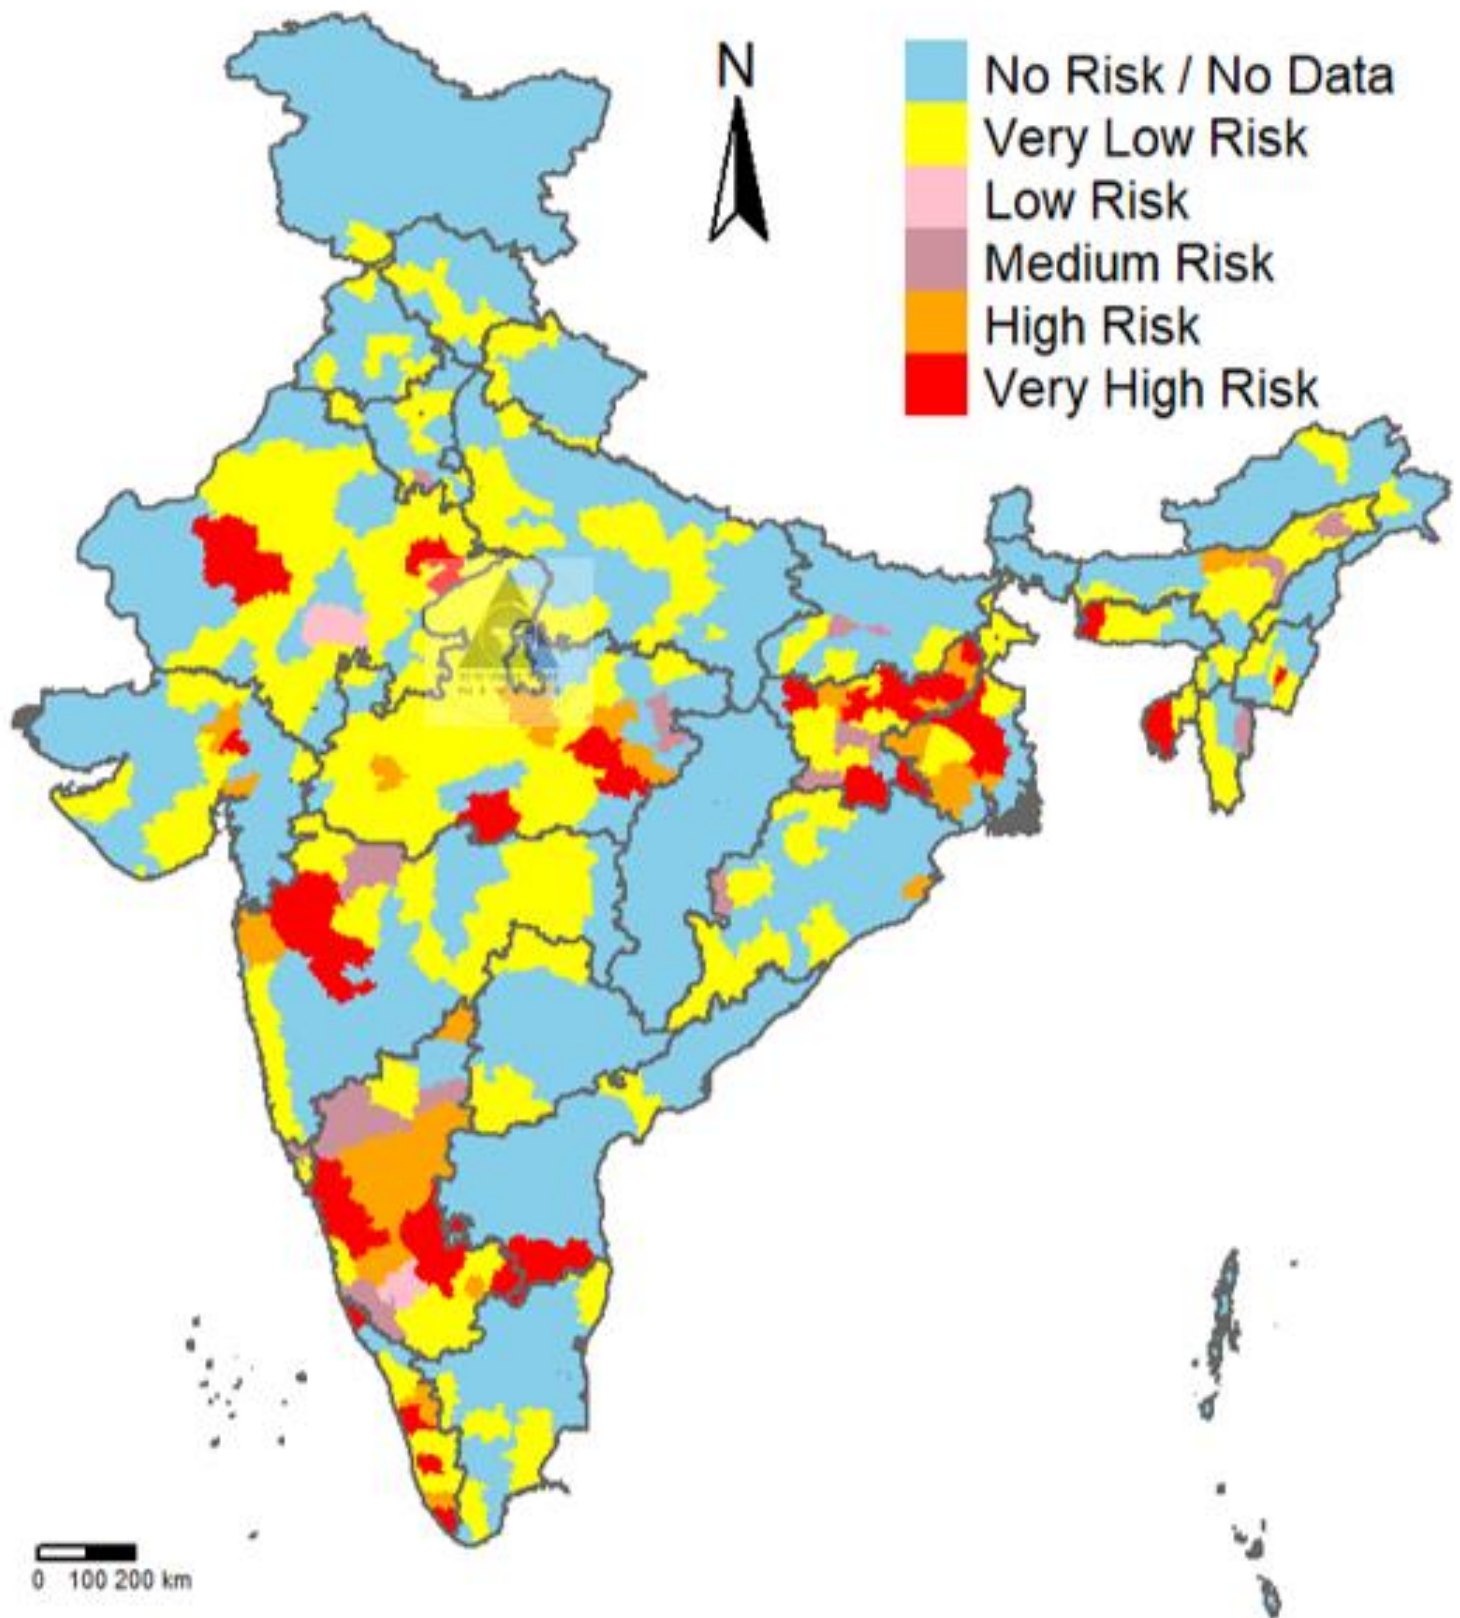 N
No Risk / No Data
Very Low Risk
Low Risk
Medium Risk
High Risk
Very High Risk
0 100 200 km